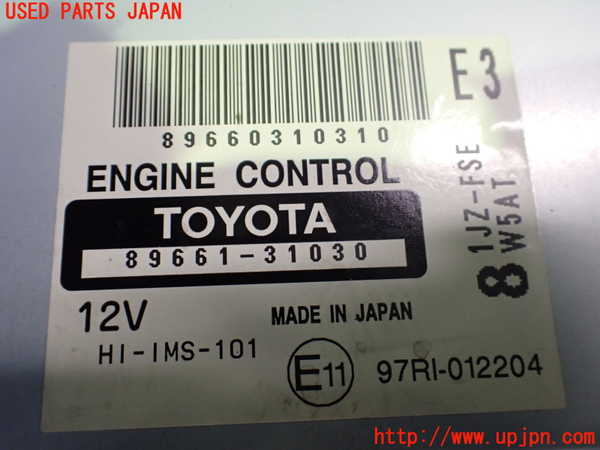 USED PARTS JAPAN
E3
89660310310
ENGINE CONTROL
TOYOTA
89661-31030
12V
MADE IN JAPAN
HI-IMS-101
E11
97RI-012204
1JZ-FSE
8 W5AT
http://www.upjpn.com